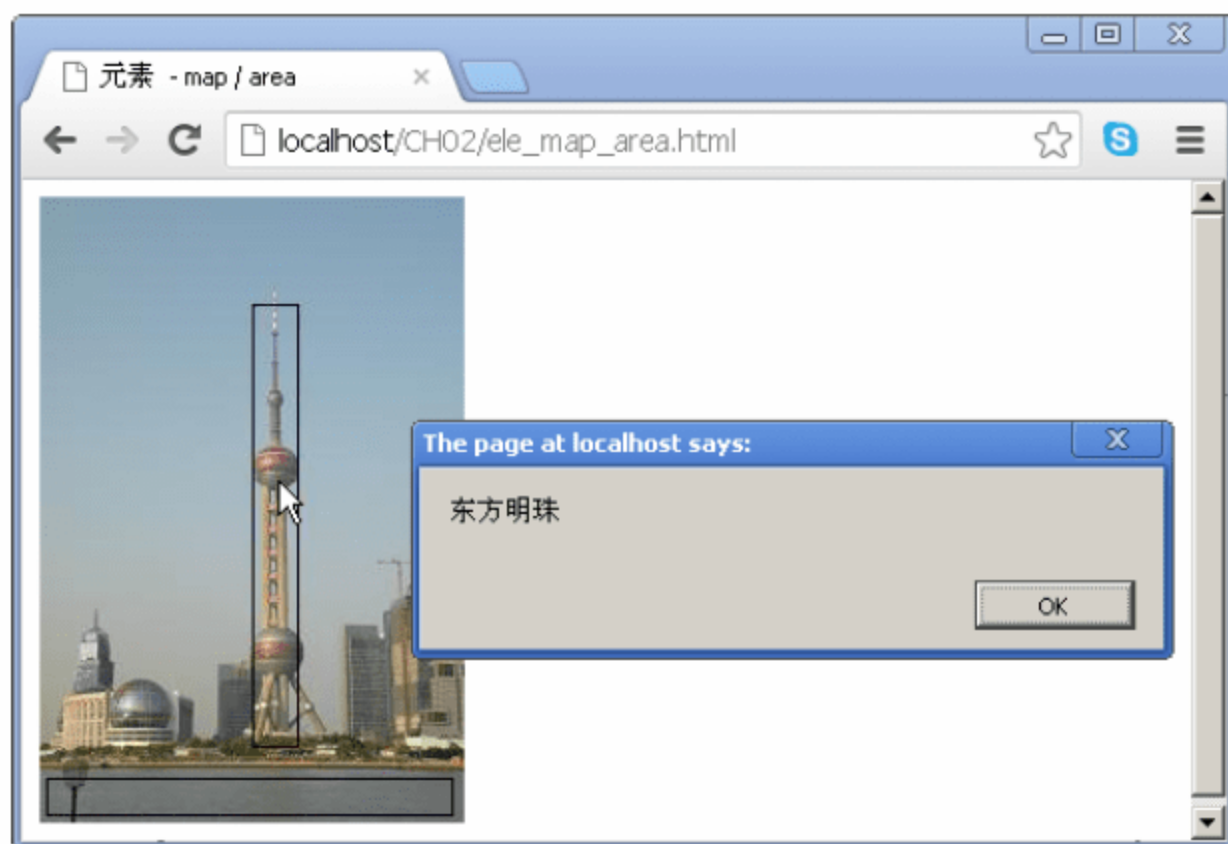 元素 - map / area
localhost/CH02/ele_map_area.html
The page at localhost says:
东方明珠
OK